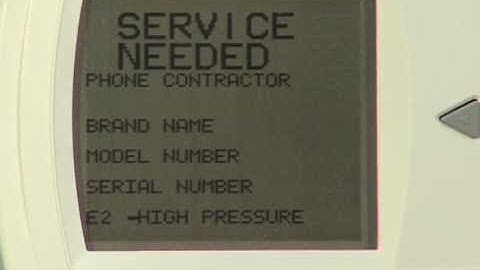 SERVICE
NEEDED
PHONE CONTRACTOR
BRAND NAME
MODEL NUMBER
SERIAL NUMBER
E2 -HIGH PRESSURE